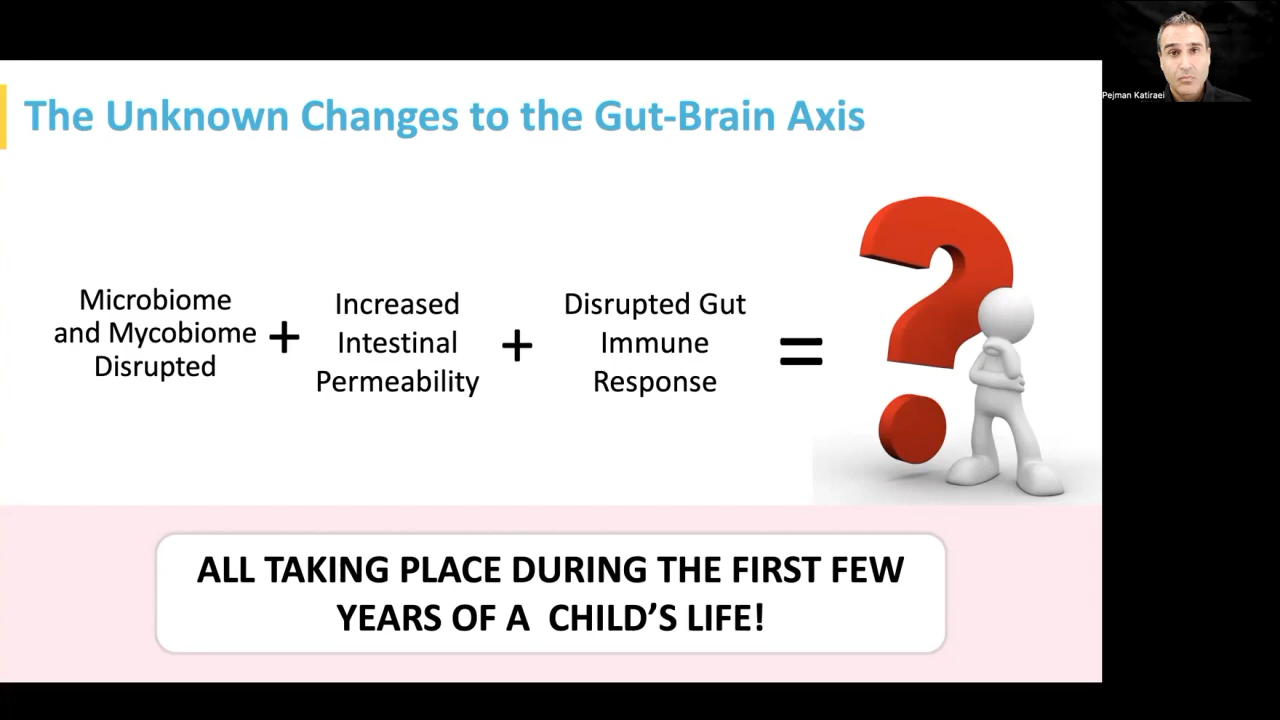 The Unknown Changes to the Gut-Brain Axis
Microbiome
and Mycobiome
Disrupted
+
Increased
Intestinal
Permeability
+
Disrupted Gut
Immune
Response
=
?
ALL TAKING PLACE DURING THE FIRST FEW
YEARS OF A  CHILD’S LIFE!
Pejman Katiraei